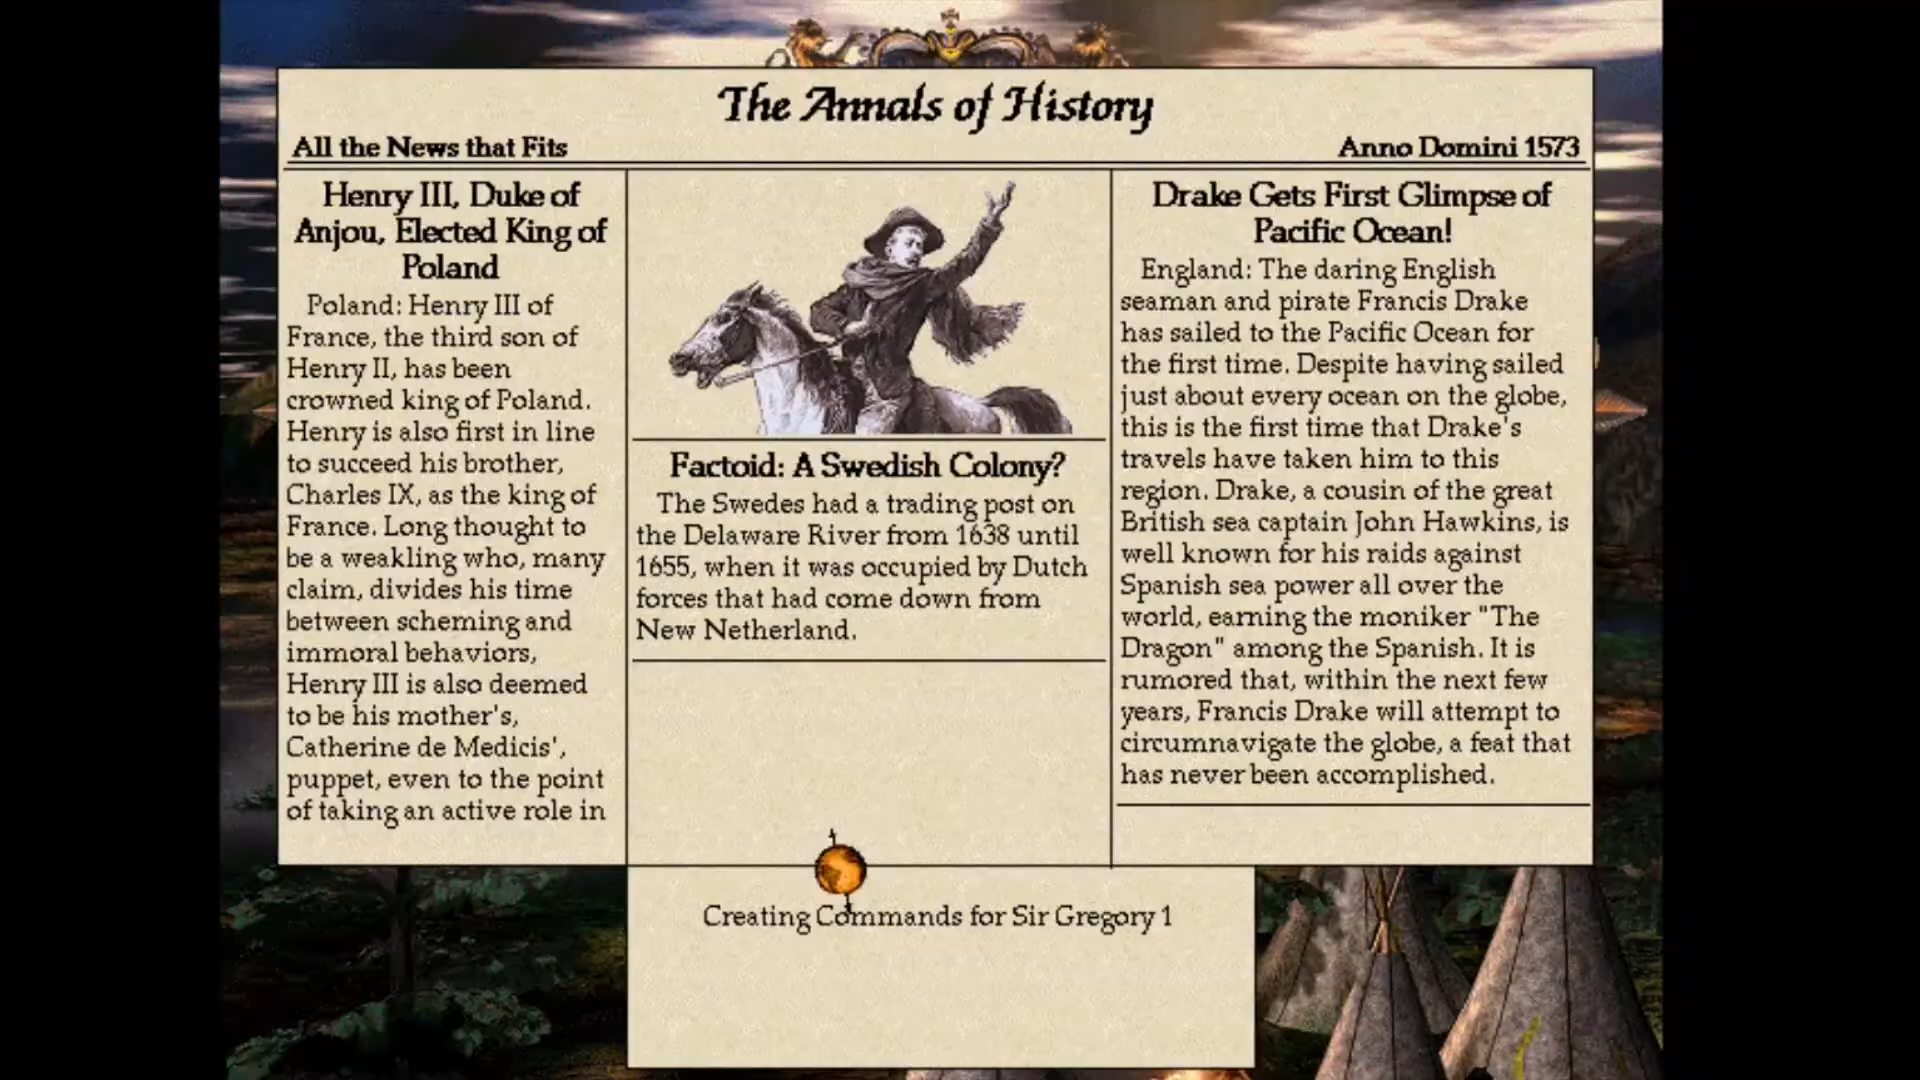 The Annals of History
All the News that Fits
Anno Domini 1573
Henry III, Duke of
Anjou, Elected King of
Poland
Poland: Henry III of
France, the third son of
Henry II, has been
crowned king of Poland.
Henry is also first in line
to succeed his brother,
Charles IX, as the king of
France. Long thought to
be a weakling who, many
claim, divides his time
between scheming and
immoral behaviors,
Henry III is also deemed
to be his mother's,
Catherine de Medicis',
puppet, even to the point
of taking an active role in
Factoid: A Swedish Colony?
The Swedes had a trading post on
the Delaware River from 1638 until
1655, when it was occupied by Dutch
forces that had come down from
New Netherland.
Drake Gets First Glimpse of
Pacific Ocean!
England: The daring English
seaman and pirate Francis Drake
has sailed to the Pacific Ocean for
the first time. Despite having sailed
just about every ocean on the globe,
this is the first time that Drake's
travels have taken him to this
region. Drake, a cousin of the great
British sea captain John Hawkins, is
well known for his raids against
Spanish sea power all over the
world, earning the moniker "The
Dragon" among the Spanish. It is
rumored that, within the next few
years, Francis Drake will attempt to
circumnavigate the globe, a feat that
has never been accomplished.
Creating Commands for Sir Gregory 1